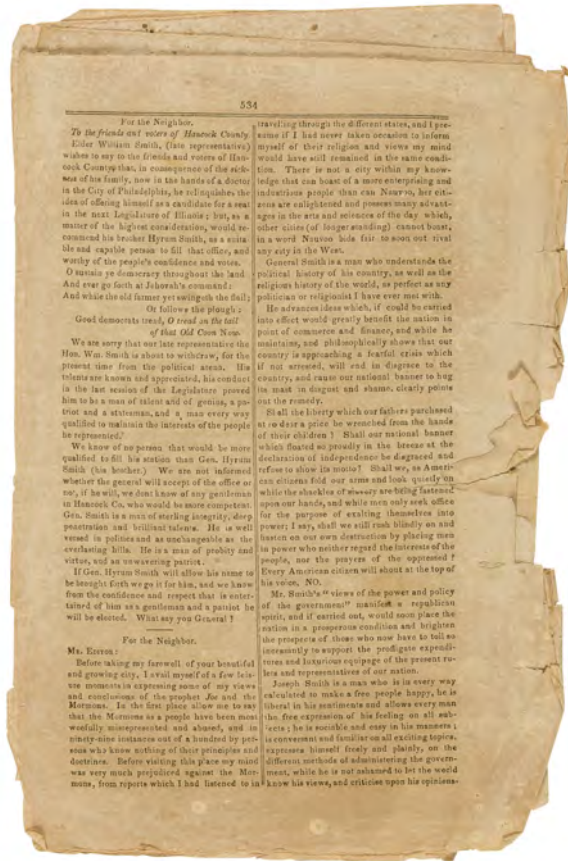 534
For the Neighbor.
To the friends and voters of Hancock County.
Elder William Smith, (late representative)
wishes to say to the friends and voters of Han-
cock County, that, in consequence of the sick-
ness of his family, now in the hands of a doctor
in the City of Philadelphia, he relinquishes the
idea of offering himself as a candidate for a seat
in the next Legislature of Illinois; but, as a
matter of the highest consideration, would re-
commend his brother Hyrum Smith, as a suita-
ble and capable person to fill that office, and
worthy of the people's confidence and votes.
O sustain ye democracy throughout the land
And ever go forth at Jehovah's command:
And while the old farmer yet swingeth the flail;
Or follows the plough:
Good democrats tread, O tread on the tail
of that Old Coon Now.
We are sorry that our late representative the
Hon. Wm. Smith is about to withdraw, for the
present time from the political arena. His
talents are known and appreciated, his conduct
in the last session of the Legislature proved
him to be a man of talent and of genius, a pa-
triot and a statesman, and a man every way
qualified to maintain the interests of the people
he represented.
We know of no person that would be more
qualified to fill his station than Gen. Hyrum
Smith (his brother.) We are not informed
whether the general will accept of the office or
no', if he will, we dont know of any gentleman
in Hancock Co. who would be more competent.
Gen. Smith is a man of sterling integrity, deep
penetration and brilliant talents. He is well
versed in politics and as unchangeable as the
everlasting hills. He is a man of probity and
virtue, and an unwavering patriot.
If Gen. Hyrum Smith will allow his name to
be brought forth we go it for him, and we know
from the confidence and respect that is enter-
tained of him as a gentleman and a patriot he
will be elected. What say you General?
For the Neighbor.
Mr. Editor:
Before taking my farewell of your beautiful
and growing city, I avail myself of a few leis-
ure moments in expressing some of my views
and conclusions of the prophet Joe and the
Mormons. In the first place allow me to say
that the Mormons as a people have been most
woefully misrepresented and abused, and in
ninety-nine instances out of a hundred by per-
sons who know nothing of their principles and
doctrines. Before visiting this place my mind
was very much prejudiced against the Mor-
mons, from reports which I had listened to in
travelling through the different states, and I pre-
sume if I had never taken occasion to inform
myself of their religion and views my mind
would have still remained in the same condi-
tion. There is not a city within my know-
ledge that can boast of a more enterprising and
industrious people than can Nauvoo, her citi-
zens are enlightened and possess many advant-
ages in the arts and sciences of the day which,
other cities (of longer standing) cannot boast,
in a word Nauvoo bids fair to soon out rival
any city in the West.
General Smith is a man who understands the
political history of his country, as well as the
religious history of the world, as perfect as any
politician or religionist I have ever met with.
He advances ideas which, if could be carried
into effect would greatly benefit the nation in
point of commerce and finance, and while he
maintains, and philosophically shows that our
country is approaching a fearful crisis which
if not arrested, will end in disgrace to the
country, and cause our national banner to hug
its mast in disgust and shame, clearly points
out the remedy.
Shall the liberty which our fathers purchased
at so dear a price be wrenched from the hands
of their children? Shall our national banner
which floated so proudly in the breeze at the
declaration of independence be disgraced and
refuse to show its motto? Shall we, as Ameri-
can citizens fold our arms and look quietly on
while the shackles of are being fastened
upon our hands, and while men only seek office
for the purpose of exalting themselves into
power; I say, shall we still rush blindly on and
hasten on our own destruction by placing men
in power who neither regard the interests of the
people, nor the prayers of the oppressed?
Every American citizen will shout at the top of
his voice, NO.
Mr. Smith's "views of the power and policy
of the government" manifest a republican
spirit, and if carried out, would soon place the
nation in a prosperous condition and brighten
the prospects of those who now have to toil so
incessantly to support the profligate expendi-
tures and luxurious equipage of the present ru-
lers and representatives of our nation.
Joseph Smith is a man who is in every way
calculated to make a free people happy, he is
liberal in his sentiments and allows every man
the free expression of his feeling on all sub-
jects; he is sociable and easy in his manners;
is conversant and familiar on all exciting topics,
expresses himself freely and plainly, on the
different methods of administering the govern-
ment, while he is not ashamed to let the world
know his views, and criticise upon his opinions-